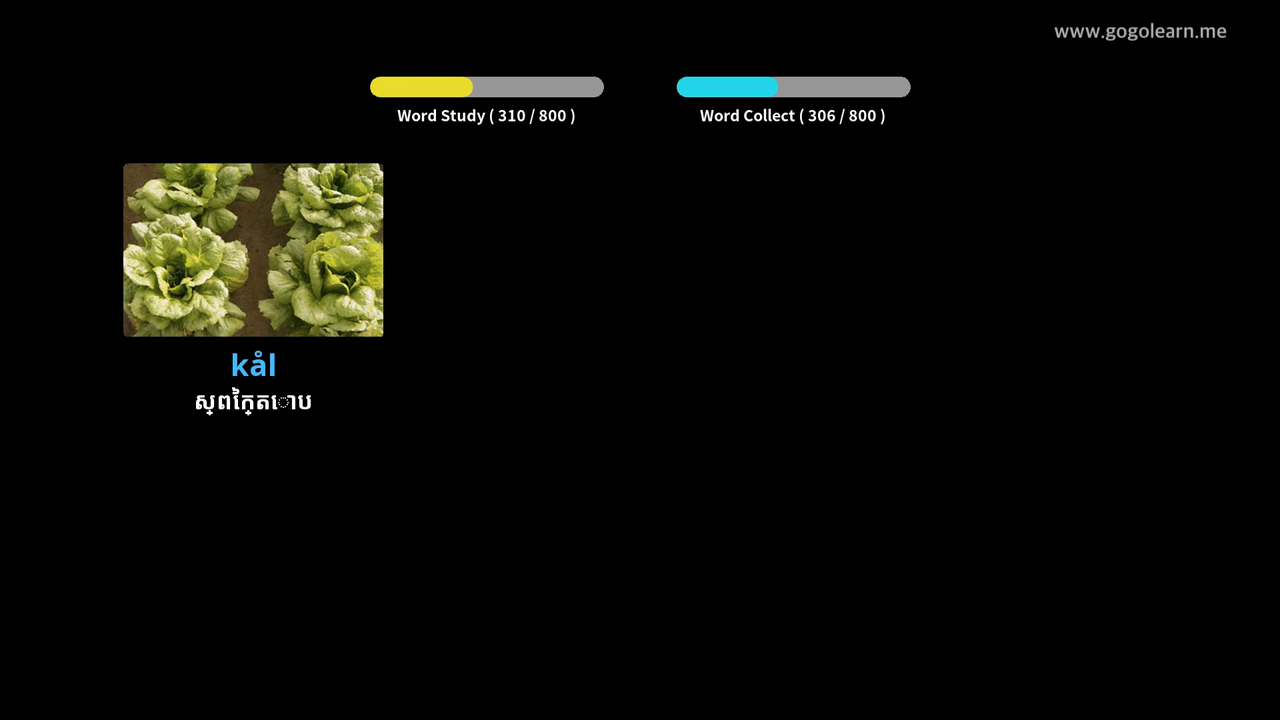 www.gogolearn.me
Word Study ( 310 / 800 )
Word Collect ( 306 / 800 )
kål
ស្ពៃក្តោប